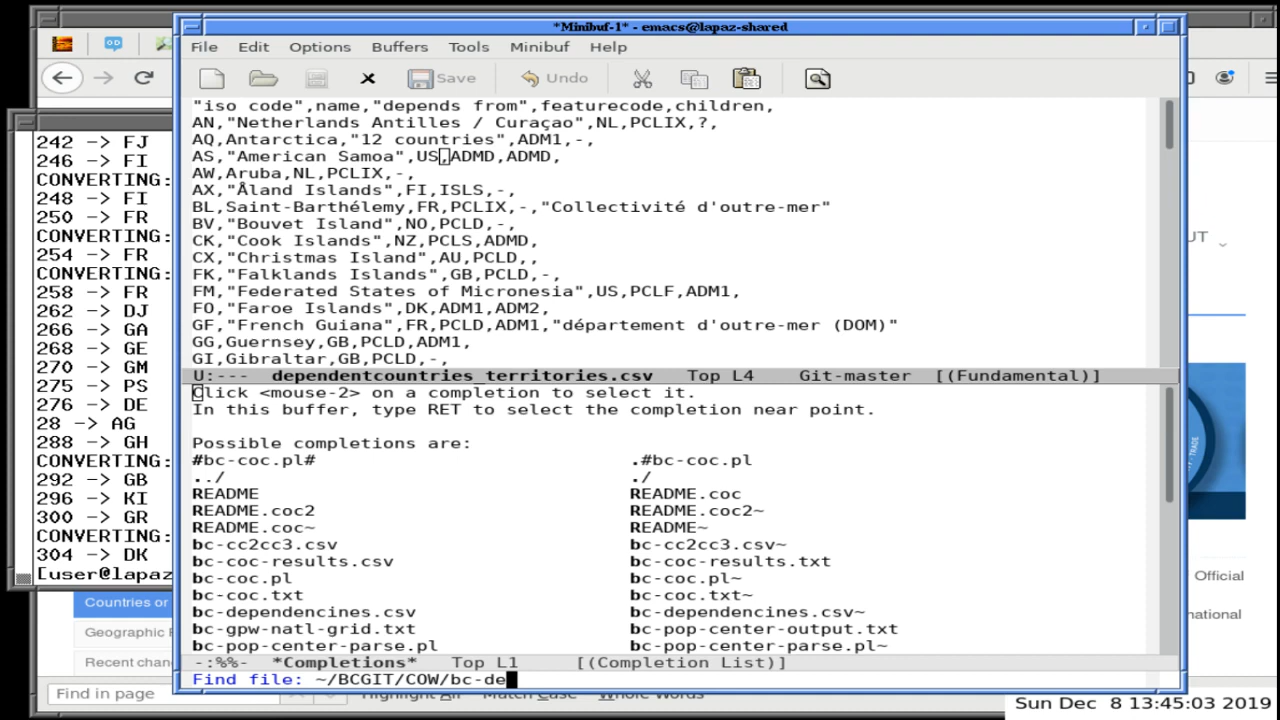 *Minibuf-1* - emacs@lapaz-shared
File Edit Options Buffers Tools Minibuf Help
Save Undo
"iso code",name,"depends from",featurecode,children,
AN,"Netherlands Antilles / Curaçao",NL,PCLIX,?,
AQ,Antarctica,"12 countries",ADM1,-,
AS,"American Samoa",US,ADMD,ADMD,
AW,Aruba,NL,PCLIX,-,
AX,"Åland Islands",FI,ISLS,-,
BL,Saint-Barthélemy,FR,PCLIX,-,"Collectivité d'outre-mer"
BV,"Bouvet Island",NO,PCLD,-,
CK,"Cook Islands",NZ,PCLS,ADMD,
CX,"Christmas Island",AU,PCLD,,
FK,"Falklands Islands",GB,PCLD,-,
FM,"Federated States of Micronesia",US,PCLF,ADM1,
FO,"Faroe Islands",DK,ADM1,ADM2,
GF,"French Guiana",FR,PCLD,ADM1,"département d'outre-mer (DOM)"
GG,Guernsey,GB,PCLD,ADM1,
GI,Gibraltar,GB,PCLD,-,
U:--- dependentcountries_territories.csv Top L4 Git-master [(Fundamental)]
Click <mouse-2> on a completion to select it.
In this buffer, type RET to select the completion near point.
Possible completions are:
#bc-coc.pl# .#bc-coc.pl
../ ./
README README.coc
README.coc2 README.coc2~
README.coc~ README~
bc-cc2cc3.csv bc-cc2cc3.csv~
bc-coc-results.csv bc-coc-results.txt
bc-coc.pl bc-coc.pl~
bc-coc.txt bc-coc.txt~
bc-dependencines.csv bc-dependencines.csv~
bc-gpw-natl-grid.txt bc-pop-center-output.txt
bc-pop-center-parse.pl bc-pop-center-parse.pl~
-:%%- *Completions* Top L1 [(Completion List)]
Find file: ~/BCGIT/COW/bc-de
242 -> FJ
246 -> FI
CONVERTING:
248 -> FI
250 -> FR
CONVERTING:
254 -> FR
CONVERTING:
258 -> FR
262 -> DJ
266 -> GA
268 -> GE
270 -> GM
275 -> PS
276 -> DE
28 -> AG
288 -> GH
CONVERTING:
292 -> GB
296 -> KI
300 -> GR
CONVERTING:
304 -> DK
[user@lapaz
Countries or
Geographic
Recent chan
Find in page
Highlight All Match Case Whole Words
UT
TRADE
Official
national
Sun Dec 8 13:45:03 2019